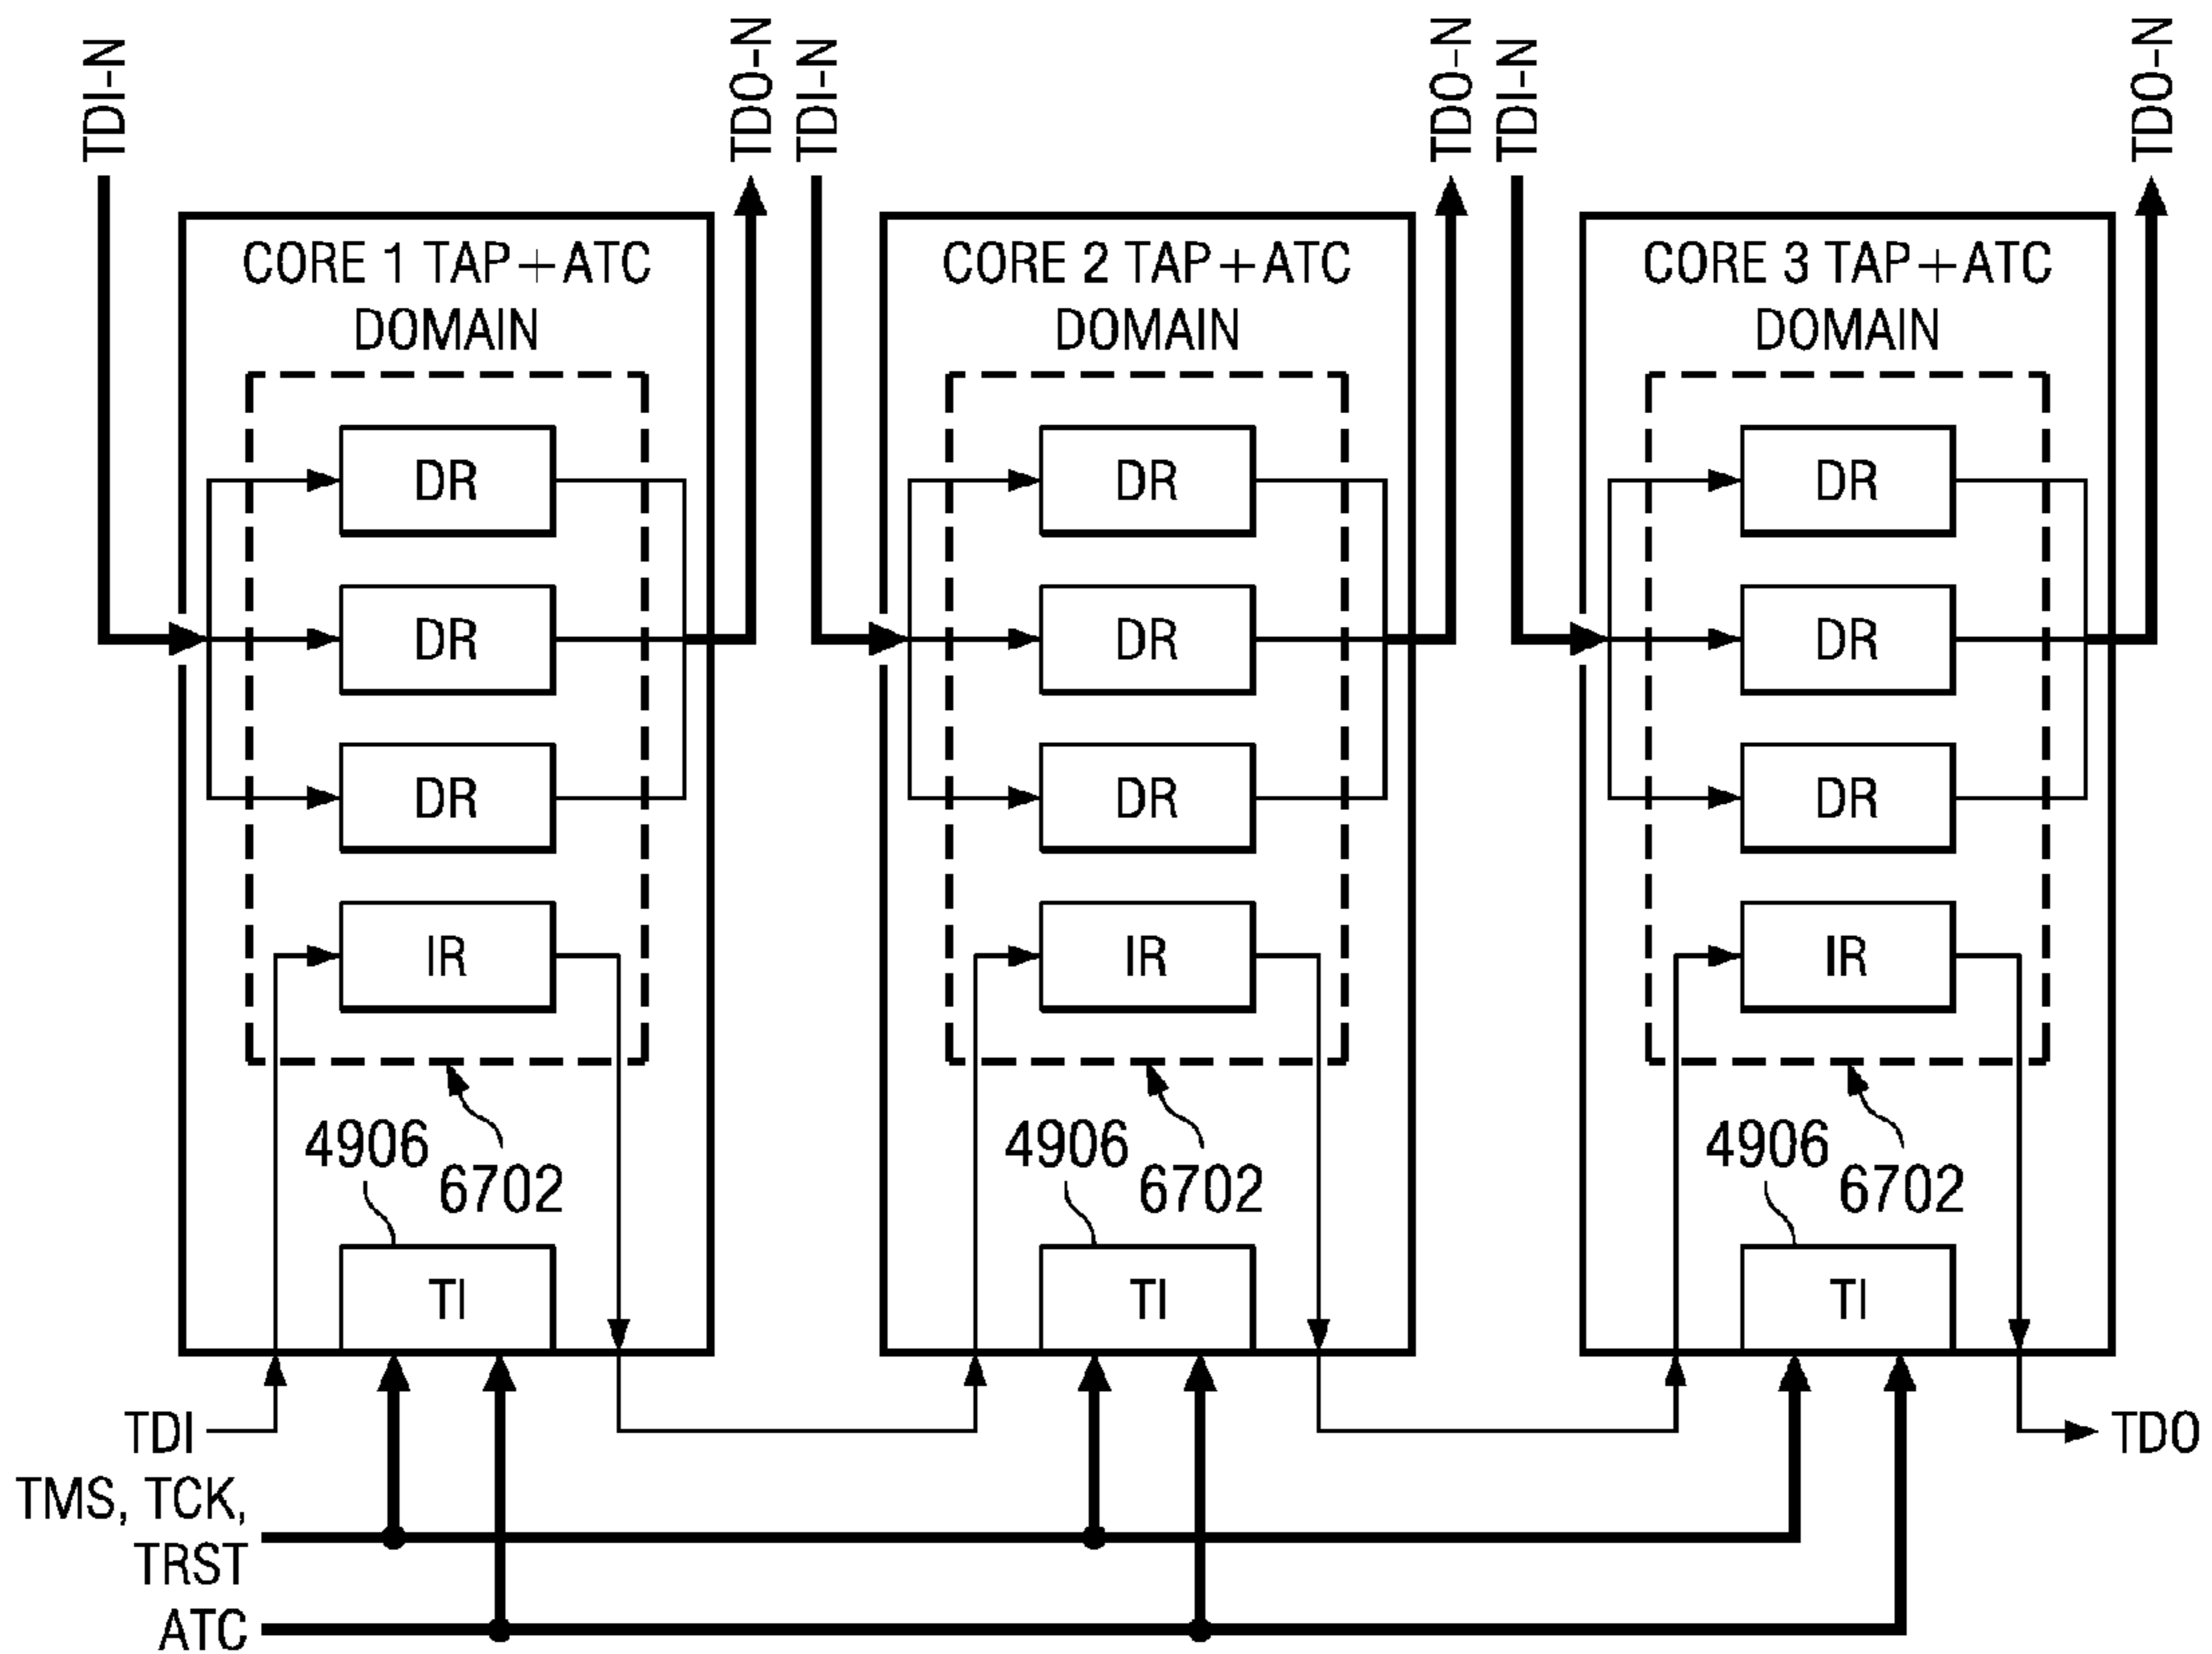 TDI-N
TDO-N
TDI-N
TDO-N
TDI-N
TDO-N
CORE 1 TAP+ATC
DOMAIN
DR
DR
DR
IR
4906
6702
TI
CORE 2 TAP+ATC
DOMAIN
DR
DR
DR
IR
4906
6702
TI
CORE 3 TAP+ATC
DOMAIN
DR
DR
DR
IR
4906
6702
TI
TDI
TDO
TMS, TCK,
TRST
ATC